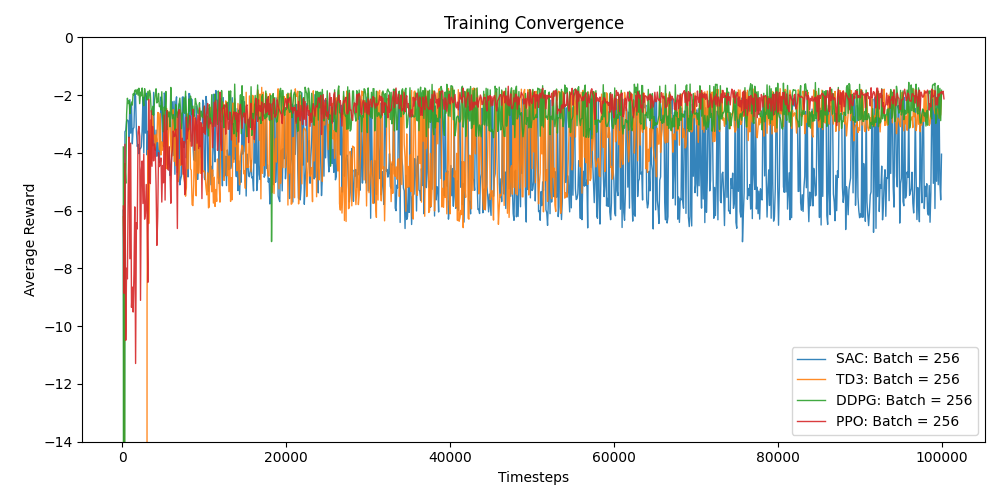 Training Convergence
Average Reward
0
−2
−4
−6
−8
−10
−12
−14
SAC: Batch = 256
TD3: Batch = 256
DDPG: Batch = 256
PPO: Batch = 256
0 20000 40000 60000 80000 100000
Timesteps